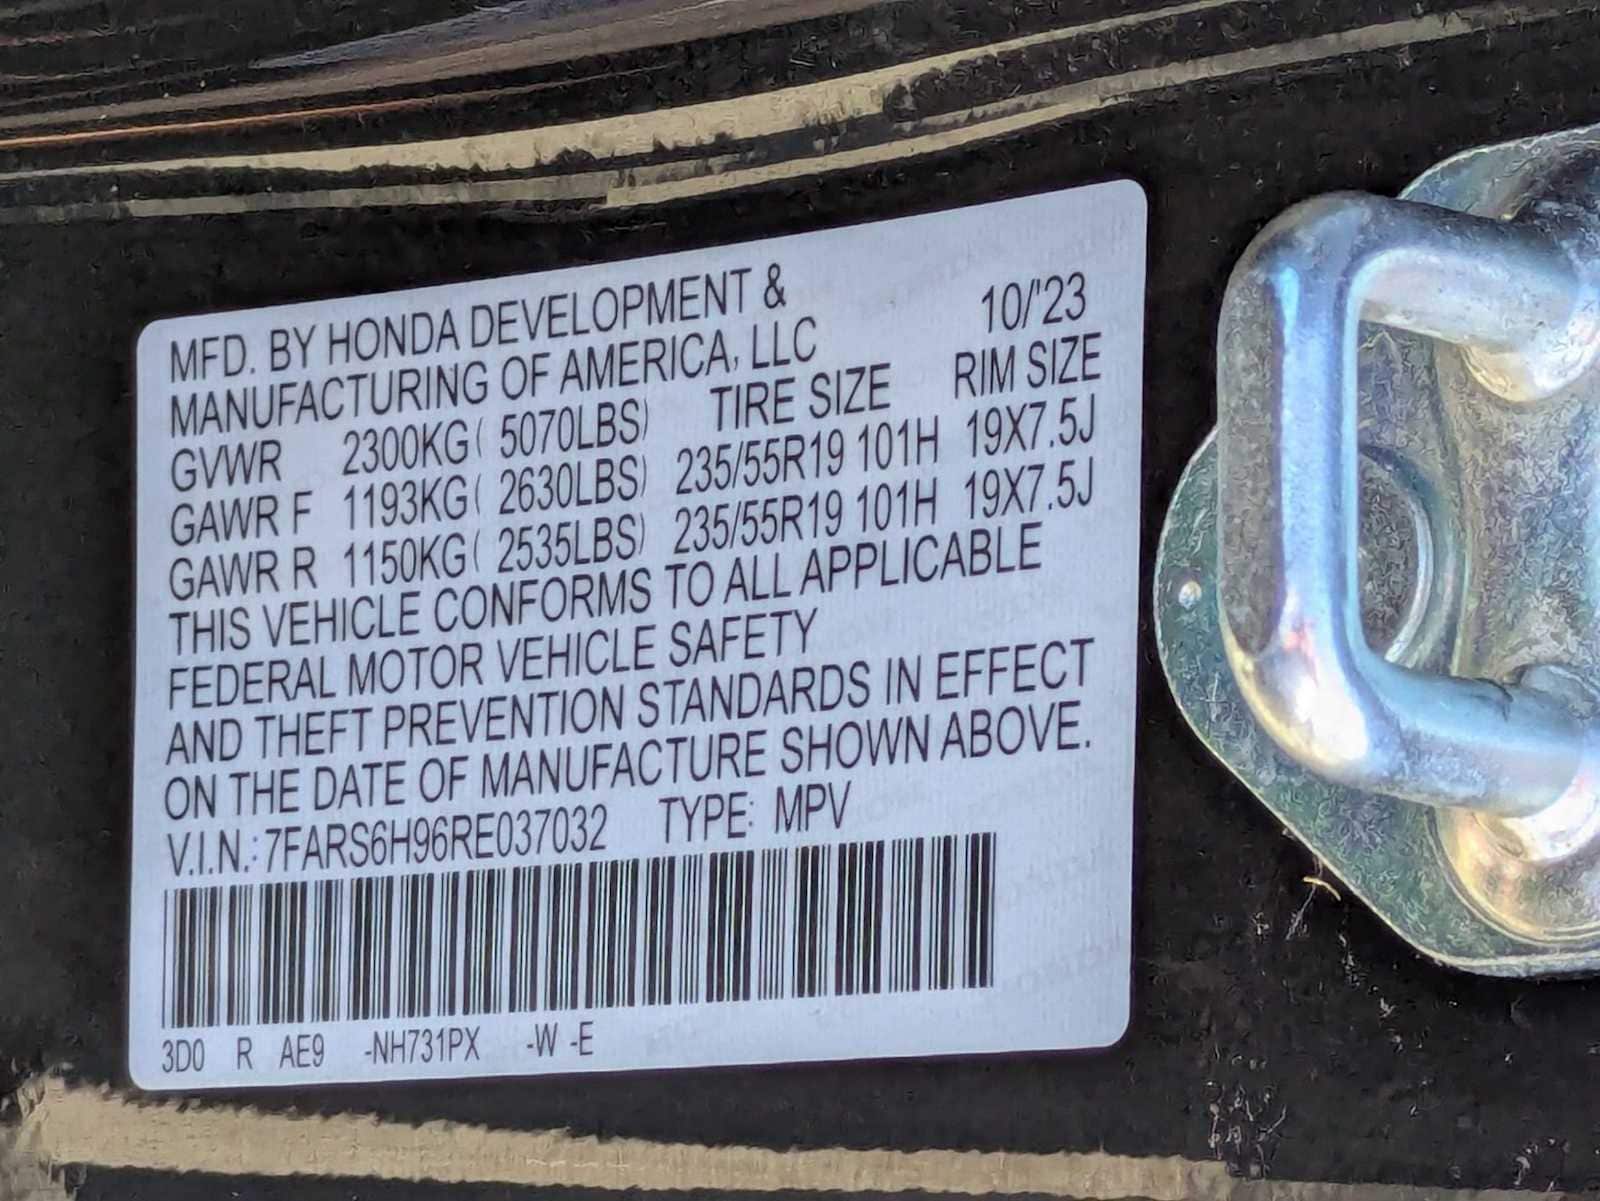 MFD. BY HONDA DEVELOPMENT &
MANUFACTURING OF AMERICA, LLC 10/'23
GVWR 2300KG( 5070LBS) TIRE SIZE RIM SIZE
GAWR F 1193KG( 2630LBS) 235/55R19 101H 19X7.5J
GAWR R 1150KG( 2535LBS) 235/55R19 101H 19X7.5J
THIS VEHICLE CONFORMS TO ALL APPLICABLE
FEDERAL MOTOR VEHICLE SAFETY
AND THEFT PREVENTION STANDARDS IN EFFECT
ON THE DATE OF MANUFACTURE SHOWN ABOVE.
V.I.N.: 7FARS6H96RE037032 TYPE: MPV
3D0 R AE9 -NH731PX -W -E